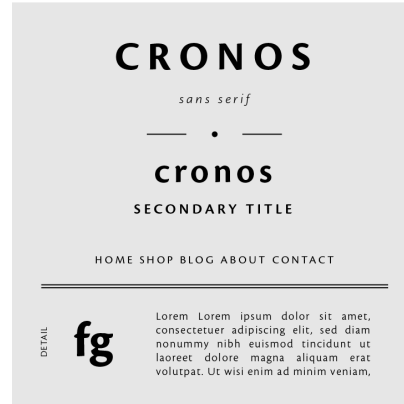 CRONOS
sans serif
cronos
SECONDARY TITLE
HOME SHOP BLOG ABOUT CONTACT
DETAIL
fg
Lorem Lorem ipsum dolor sit amet,
consectetuer adipiscing elit, sed diam
nonummy nibh euismod tincidunt ut
laoreet dolore magna aliquam erat
volutpat. Ut wisi enim ad minim veniam,